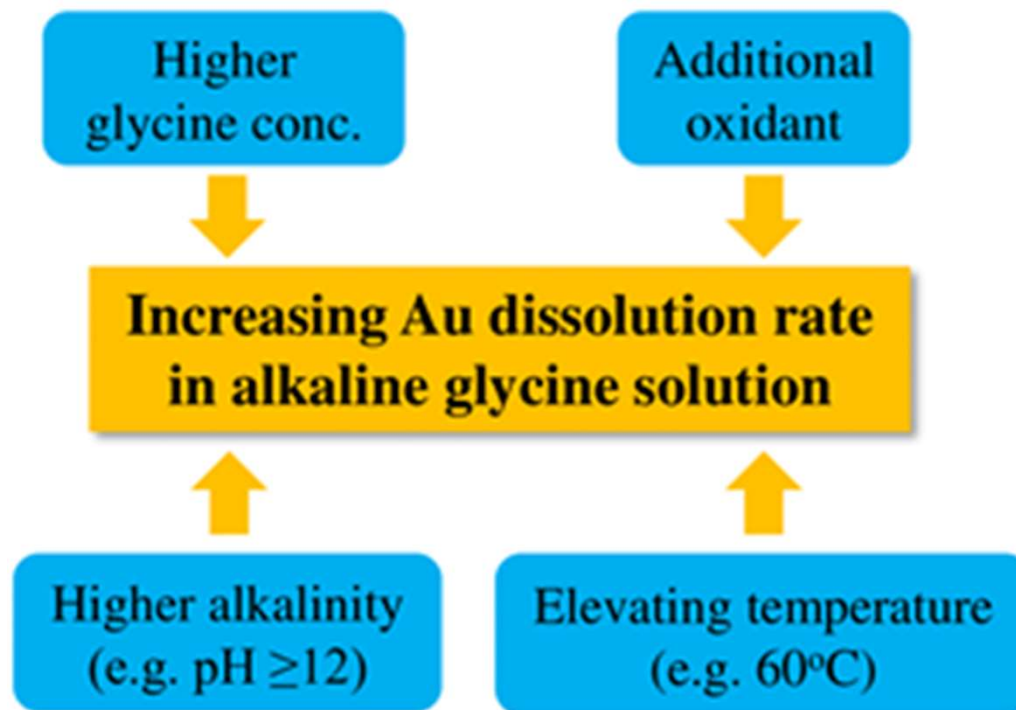 Higher
glycine conc.
Additional
oxidant
Increasing Au dissolution rate
in alkaline glycine solution
Higher alkalinity
(e.g. pH ≥12)
Elevating temperature
(e.g. 60°C)